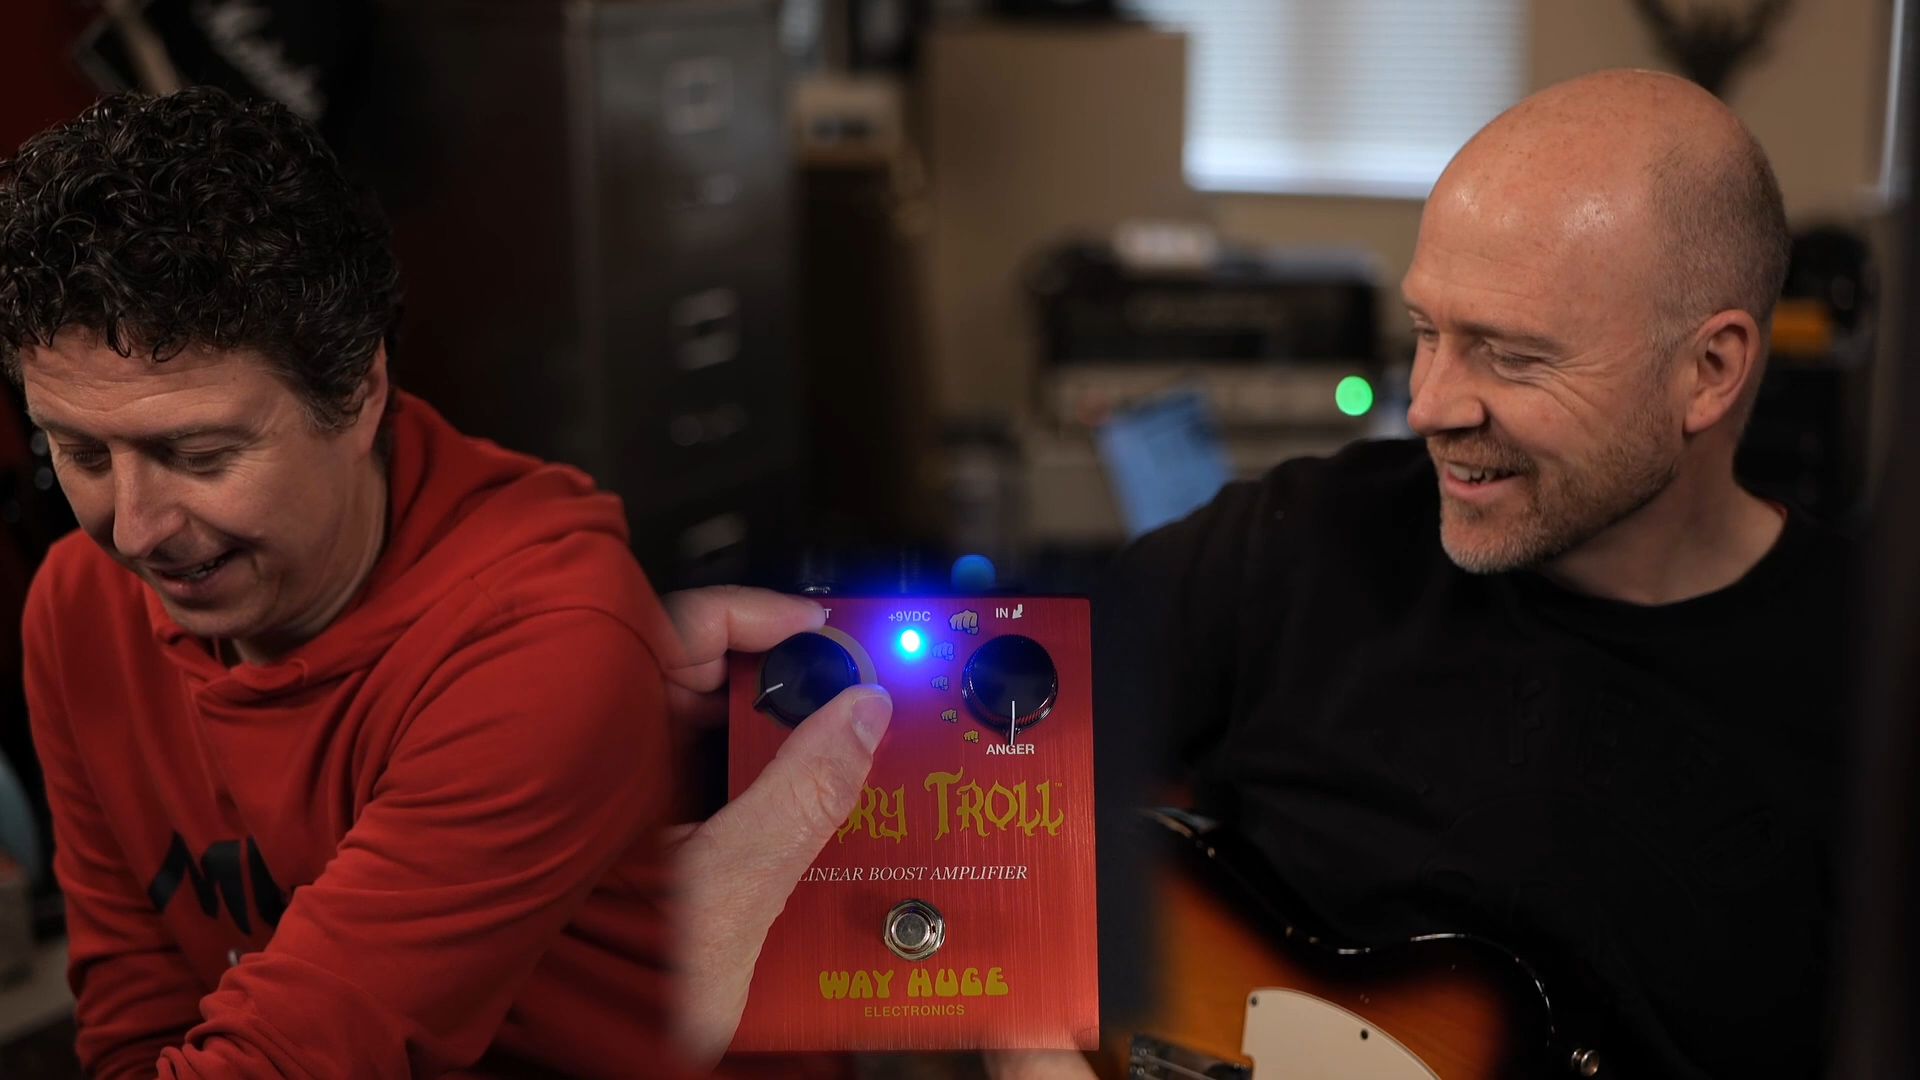 +9VDC
IN
ANGER
TROLL
LINEAR BOOST AMPLIFIER
WAY HUGE
ELECTRONICS